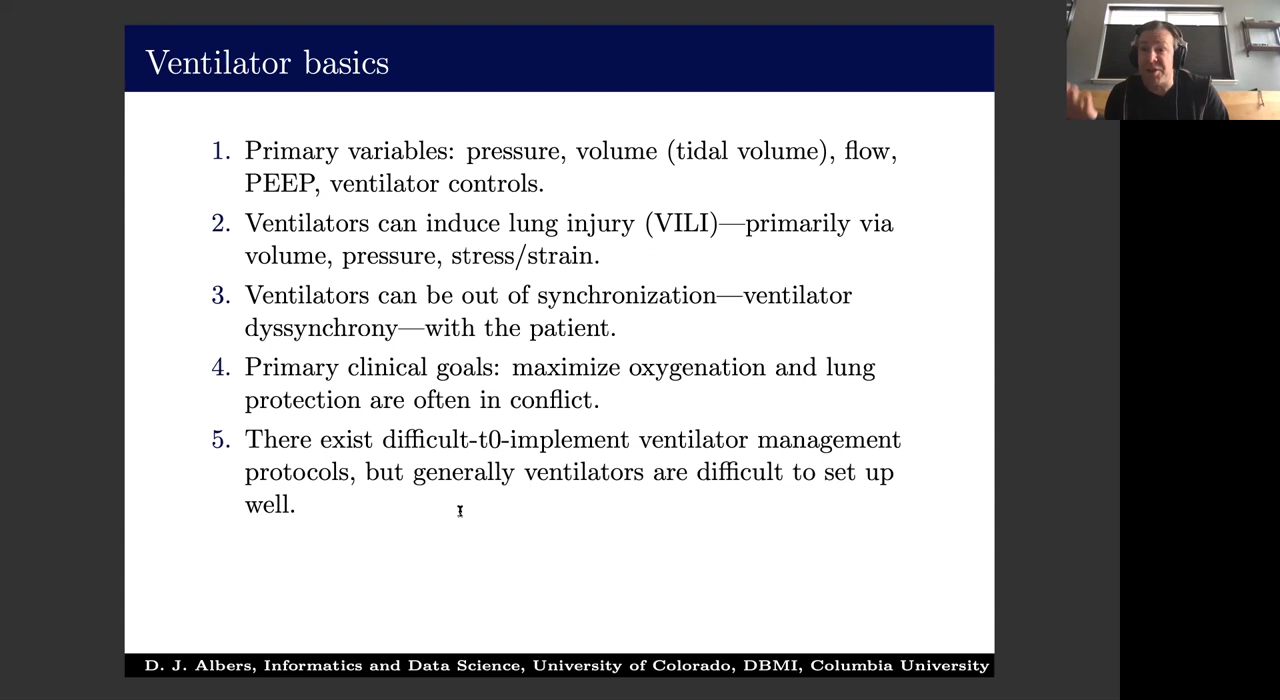 Ventilator basics
1. Primary variables: pressure, volume (tidal volume), flow,
PEEP, ventilator controls.
2. Ventilators can induce lung injury (VILI)—primarily via
volume, pressure, stress/strain.
3. Ventilators can be out of synchronization—ventilator
dyssynchrony—with the patient.
4. Primary clinical goals: maximize oxygenation and lung
protection are often in conflict.
5. There exist difficult-t0-implement ventilator management
protocols, but generally ventilators are difficult to set up
well.
D. J. Albers, Informatics and Data Science, University of Colorado, DBMI, Columbia University